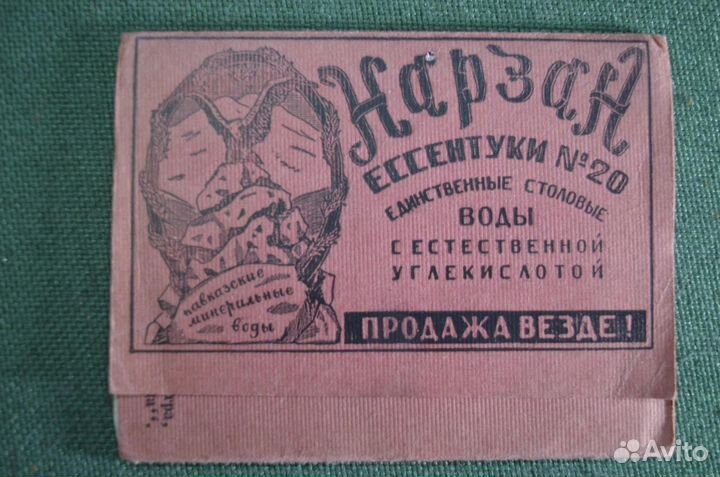 Нарзан
ЕССЕНТУКИ №20
ЕДИНСТВЕННЫЕ СТОЛОВЫЕ
ВОДЫ
С ЕСТЕСТВЕННОЙ
УГЛЕКИСЛОТОЙ
кавказские
минеральные
воды
ПРОДАЖА ВЕЗДЕ!
Avito